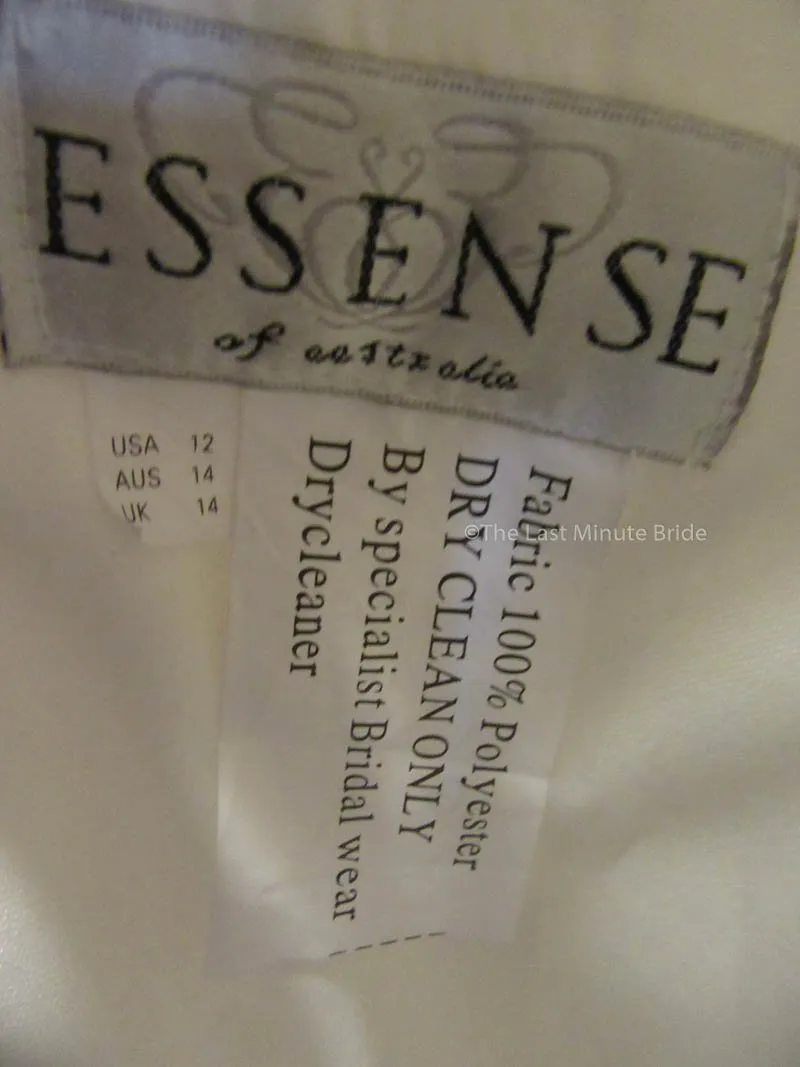 ESSENSE
of australia
USA 12
AUS 14
UK 14
Fabric 100% Polyester
DRY CLEAN ONLY
By specialist Bridal wear
Drycleaner
©The Last Minute Bride